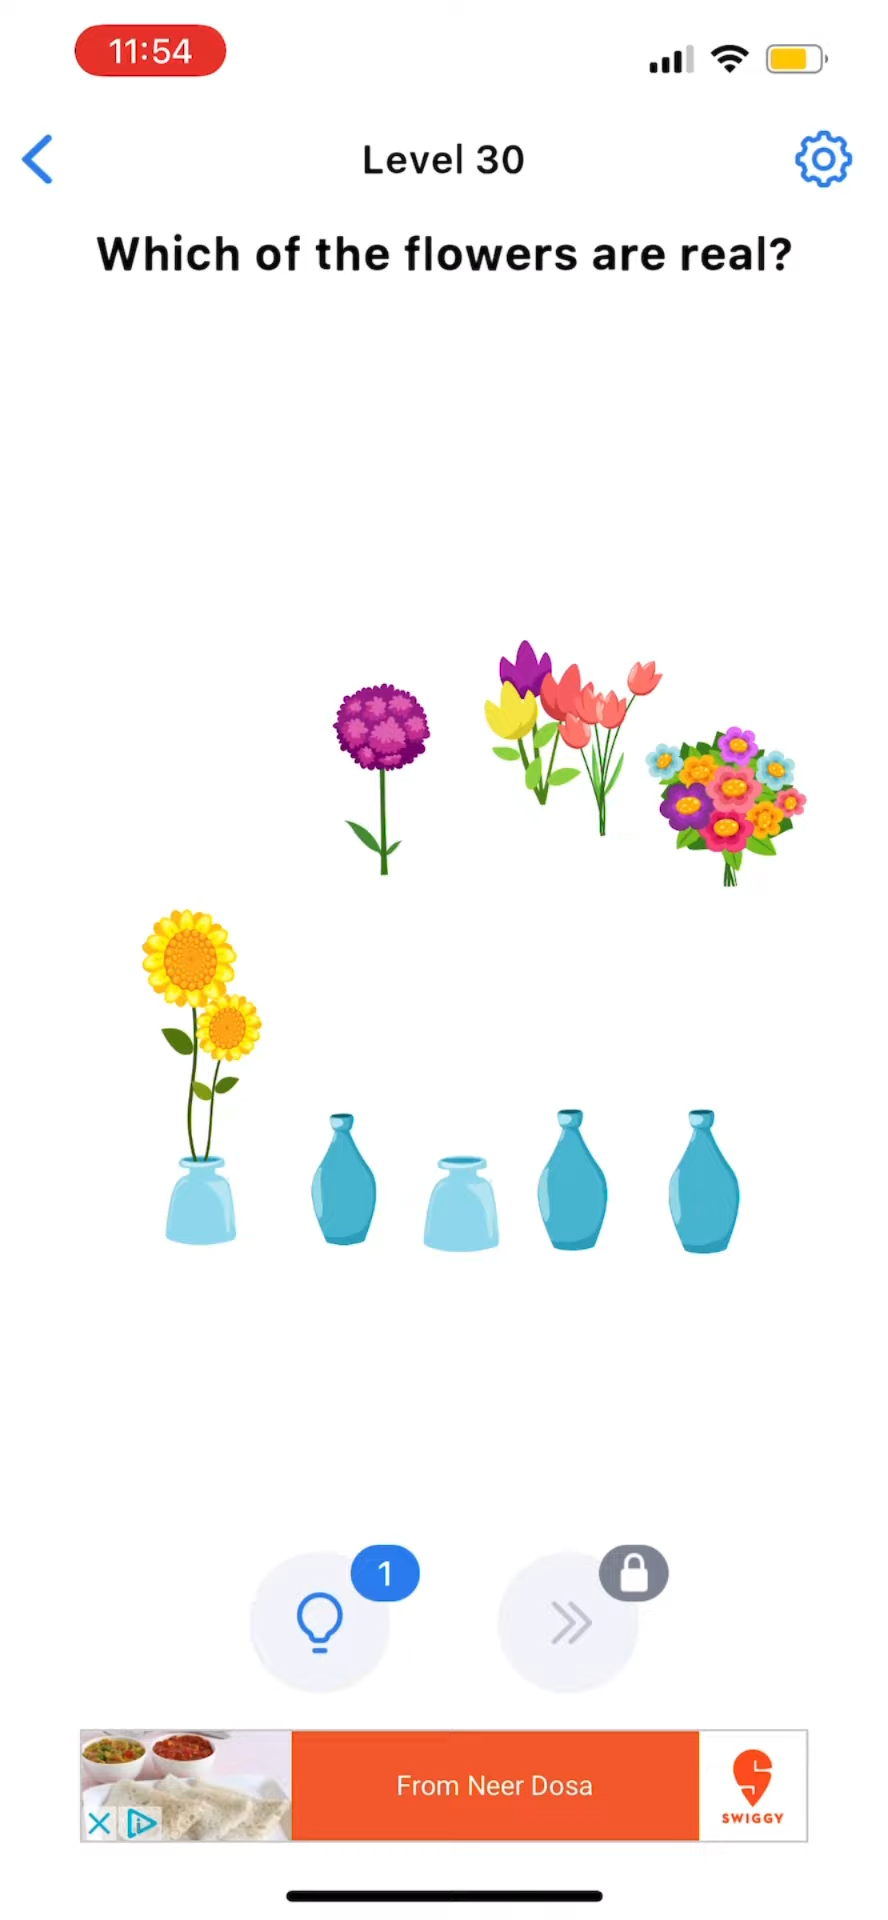 11:54
Level 30
Which of the flowers are real?
1
From Neer Dosa
SWIGGY